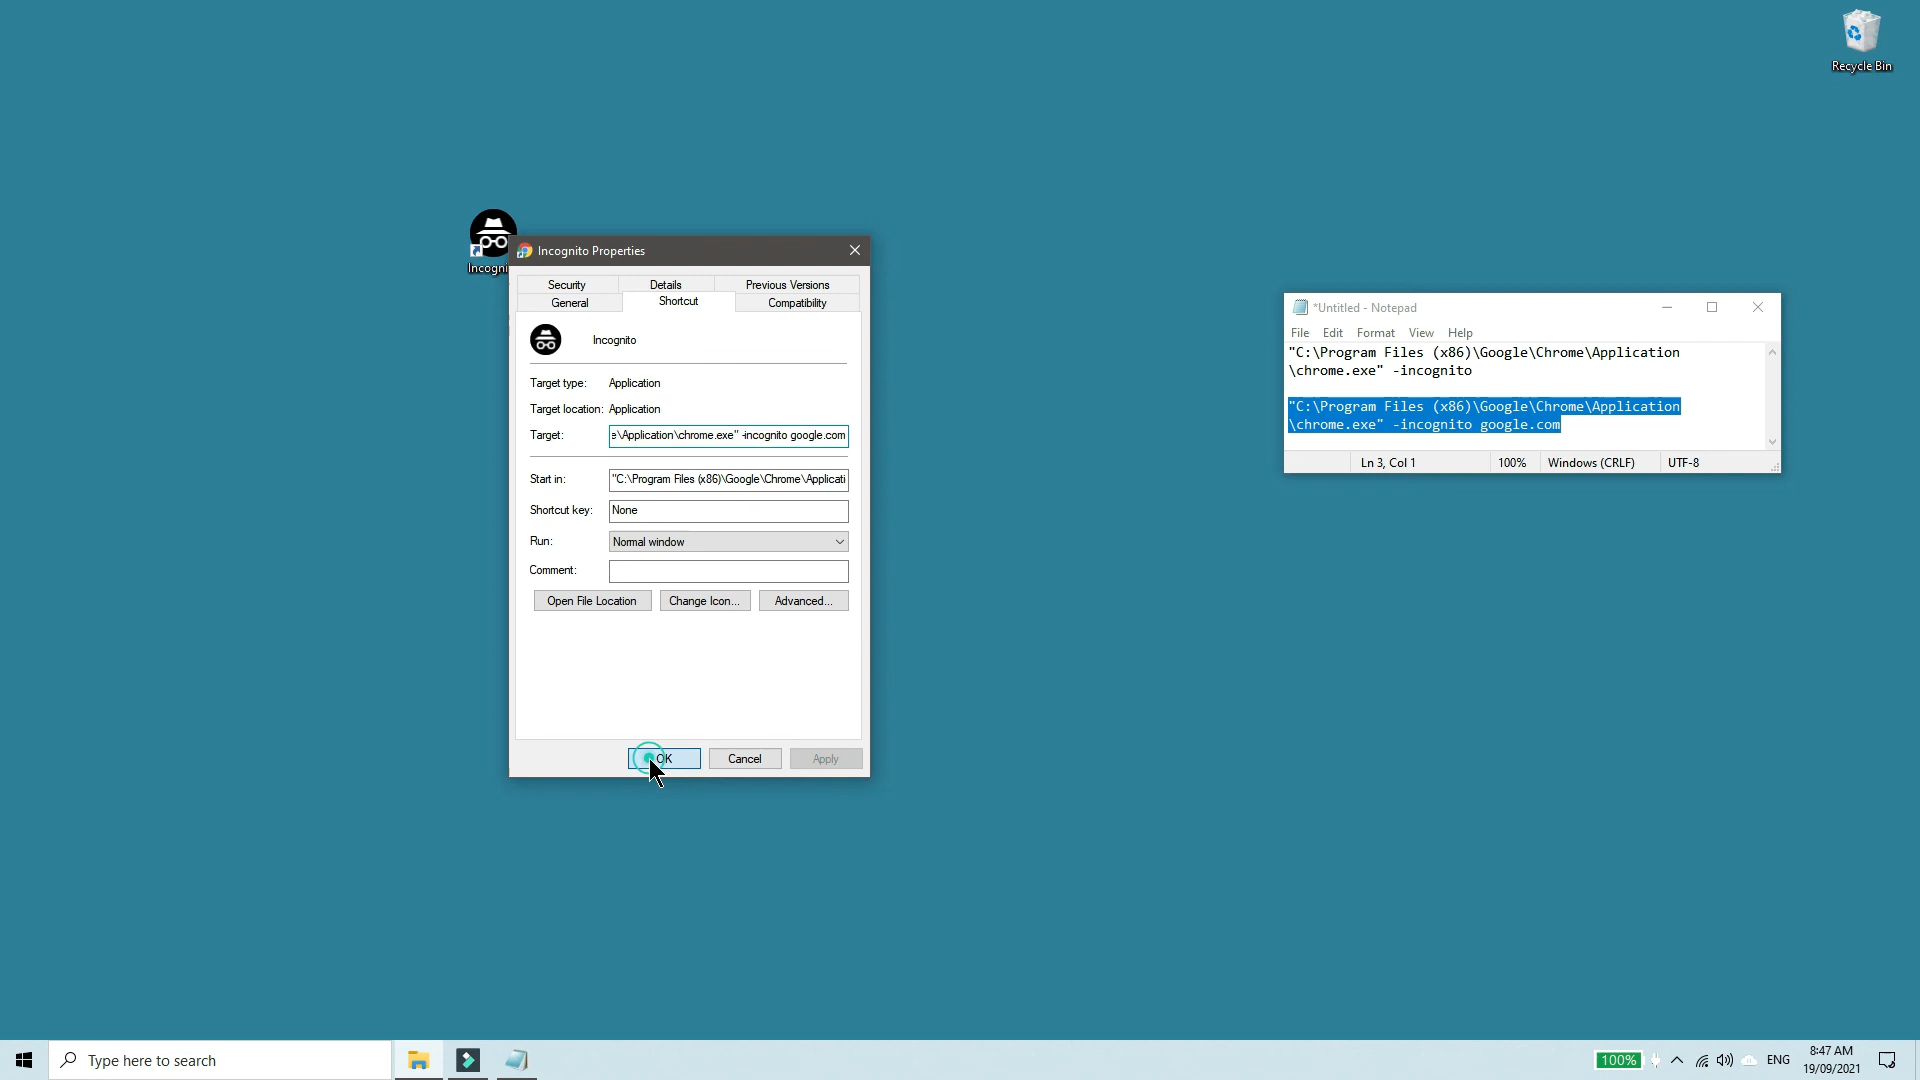 Recycle Bin
Incogni
Incognito Properties
Security Details Previous Versions
General Shortcut Compatibility
Incognito
Target type: Application
Target location: Application
Target: e\Application\chrome.exe" -incognito google.com
Start in: "C:\Program Files (x86)\Google\Chrome\Applicati
Shortcut key: None
Run: Normal window
Comment:
Open File Location Change Icon... Advanced...
OK Cancel Apply
*Untitled - Notepad
File Edit Format View Help
"C:\Program Files (x86)\Google\Chrome\Application
\chrome.exe" -incognito
"C:\Program Files (x86)\Google\Chrome\Application
\chrome.exe" -incognito google.com
Ln 3, Col 1 100% Windows (CRLF) UTF-8
Type here to search
100% ENG 8:47 AM
19/09/2021